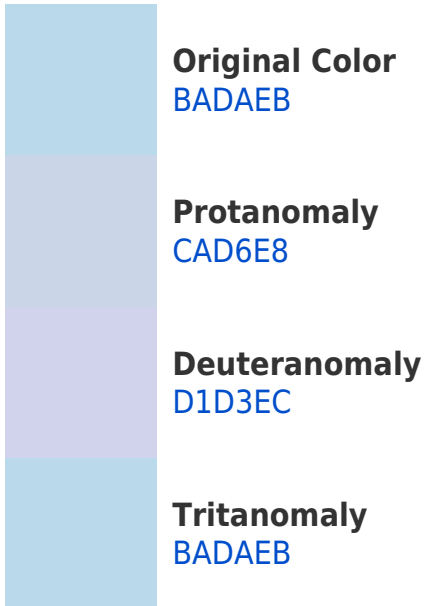 Original Color
BADAEB
Protanomaly
CAD6E8
Deuteranomaly
D1D3EC
Tritanomaly
BADAEB